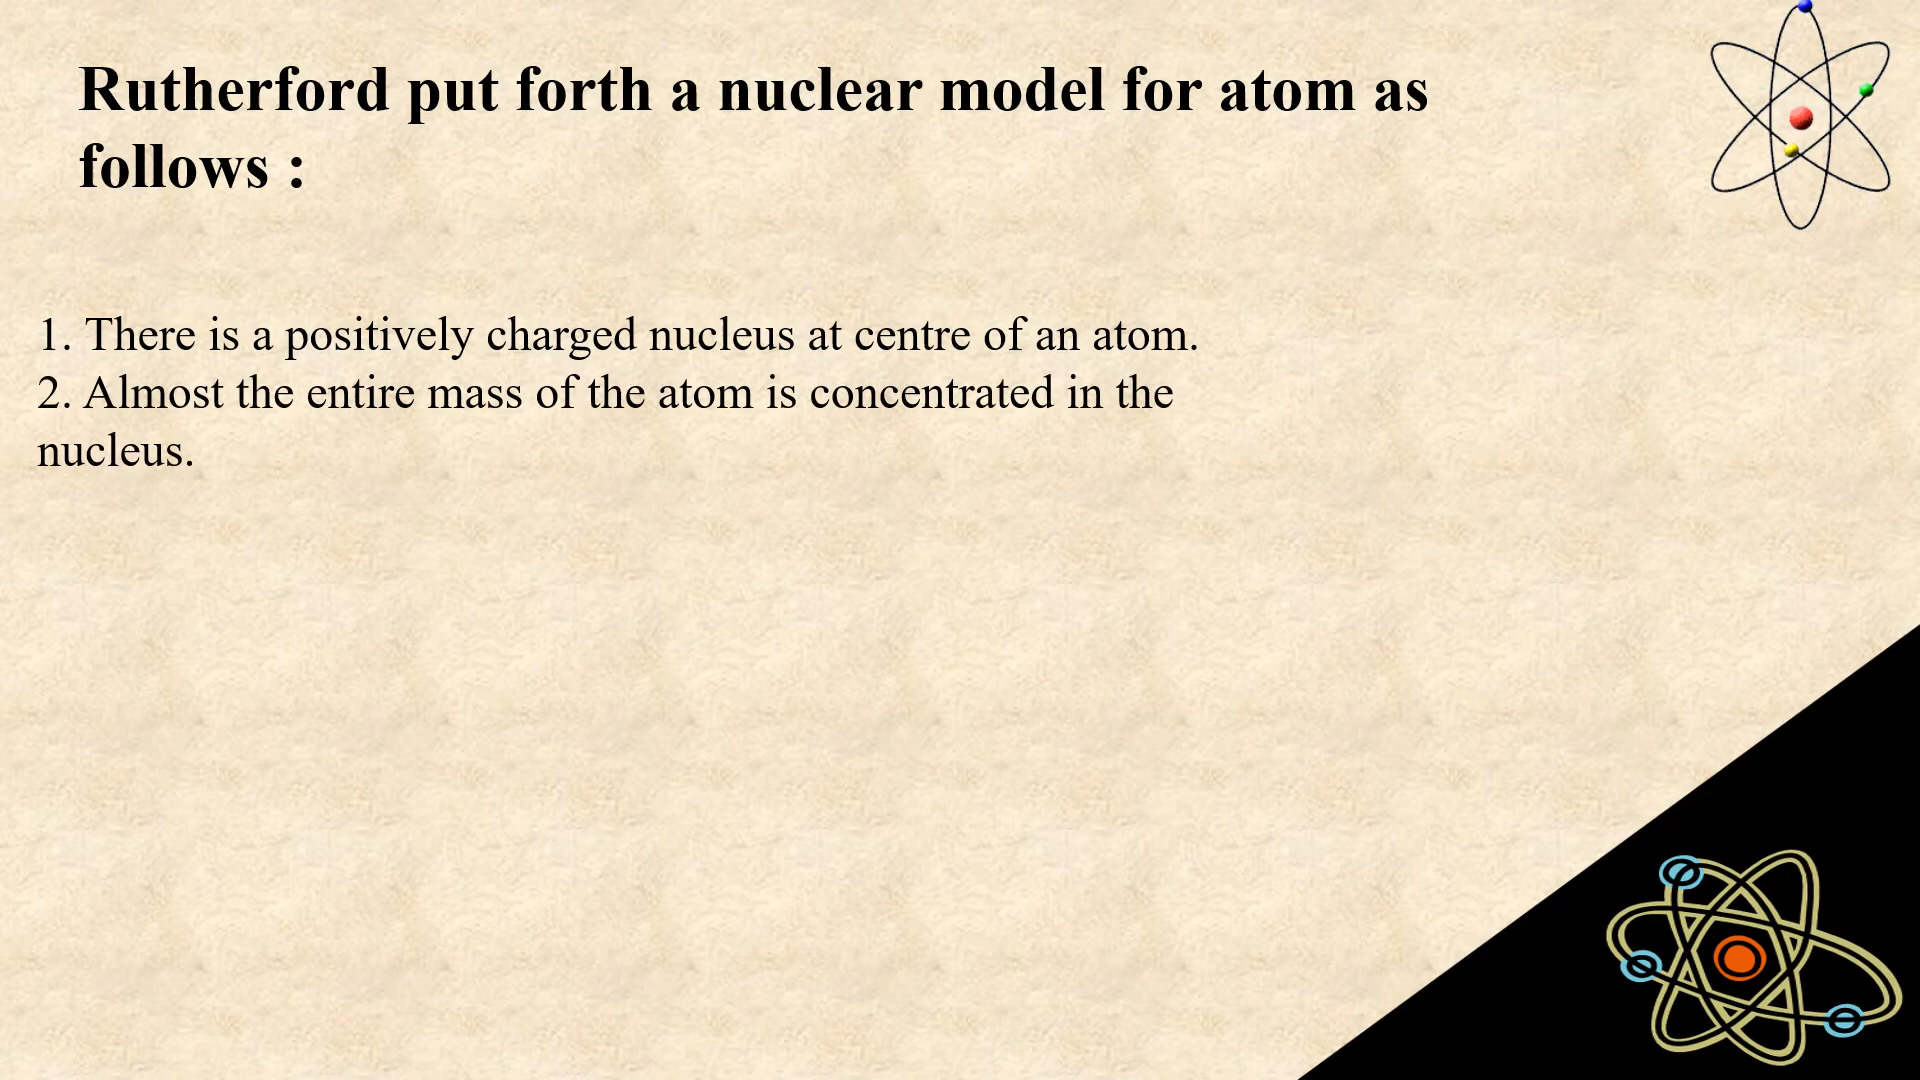 Rutherford put forth a nuclear model for atom as
follows :
1. There is a positively charged nucleus at centre of an atom.
2. Almost the entire mass of the atom is concentrated in the
nucleus.